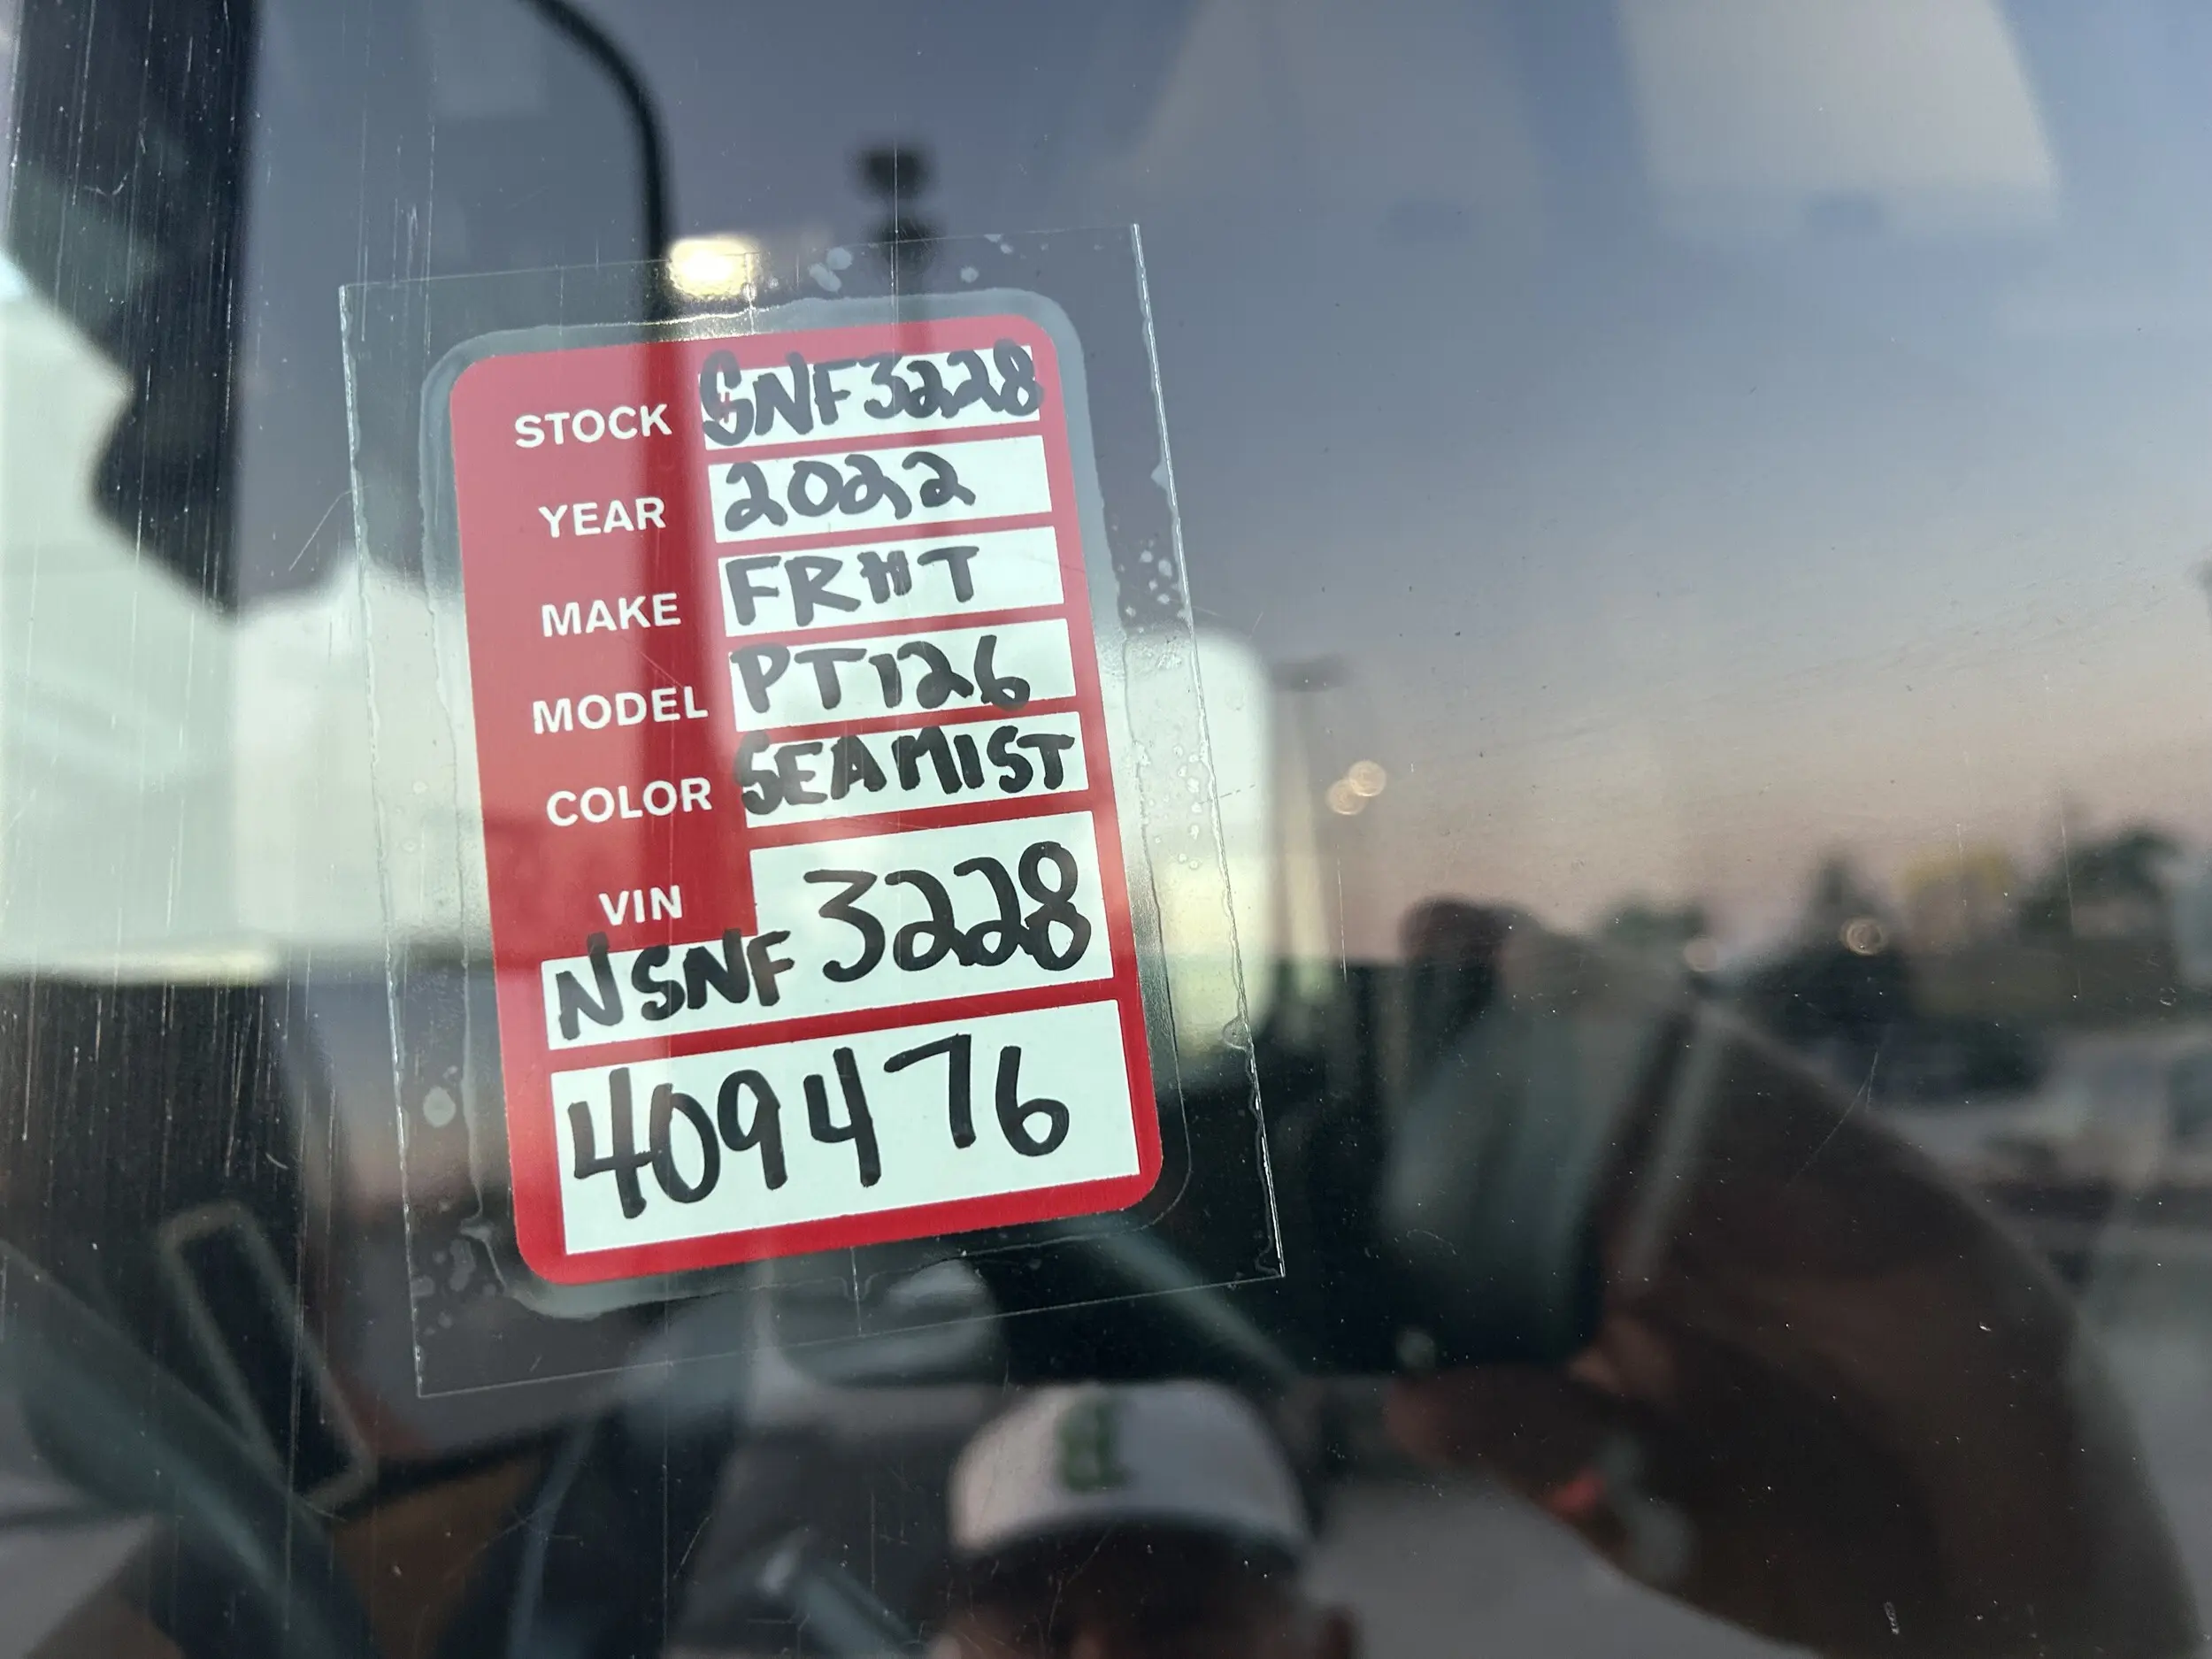 STOCK SNF3228
YEAR 2022
MAKE FRHT
MODEL PT126
COLOR SEAMIST
VIN
NSNF 3228
409476